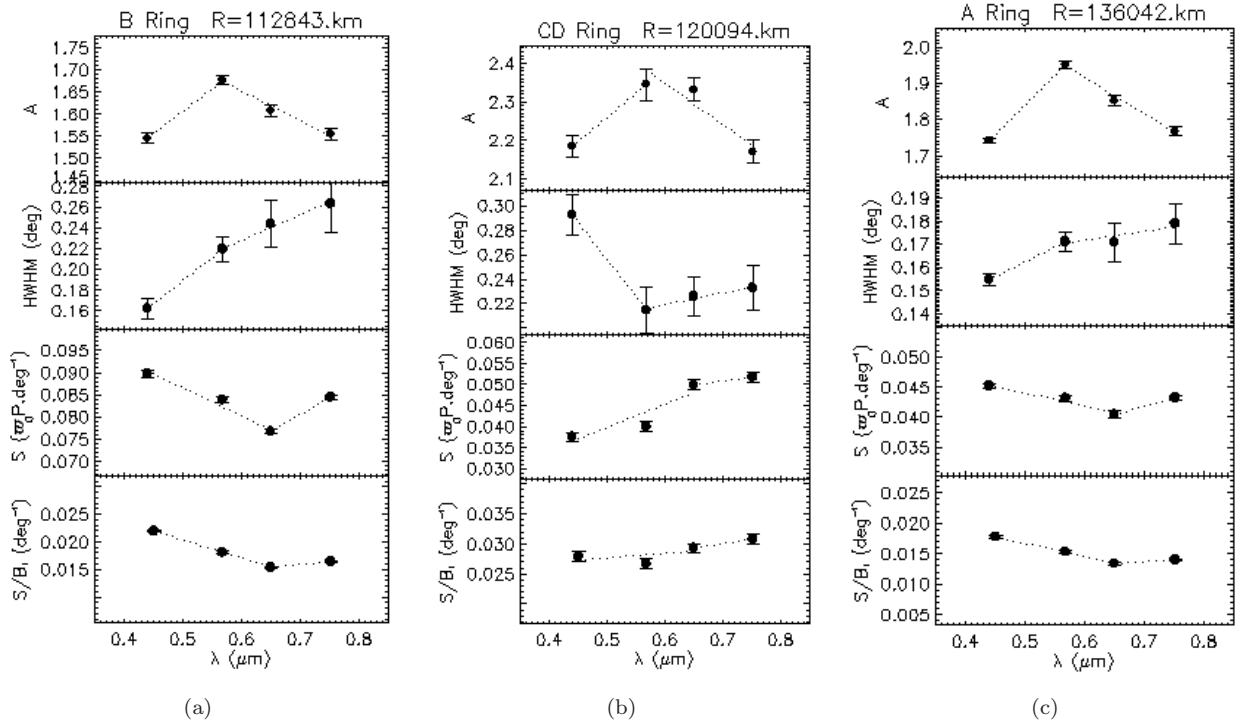 B Ring R=112843.km
A
1.75
1.70
1.65
1.60
1.55
1.50
1.45
HWHM (deg)
0.28
0.26
0.24
0.22
0.20
0.18
0.16
S (ϖ₀P.deg⁻¹)
0.095
0.090
0.085
0.080
0.075
0.070
S/B₁ (deg⁻¹)
0.025
0.020
0.015
0.4 0.5 0.6 0.7 0.8
λ (μm)
(a)
CD Ring R=120094.km
A
2.4
2.3
2.2
2.1
HWHM (deg)
0.30
0.28
0.26
0.24
0.22
S (ϖ₀P.deg⁻¹)
0.060
0.055
0.050
0.045
0.040
0.035
0.030
S/B₁ (deg⁻¹)
0.035
0.030
0.025
0.4 0.5 0.6 0.7 0.8
λ (μm)
(b)
A Ring R=136042.km
A
2.0
1.9
1.8
1.7
HWHM (deg)
0.19
0.18
0.17
0.16
0.15
0.14
S (ϖ₀P.deg⁻¹)
0.050
0.045
0.040
0.035
S/B₁ (deg⁻¹)
0.025
0.020
0.015
0.010
0.005
0.4 0.5 0.6 0.7 0.8
λ (μm)
(c)